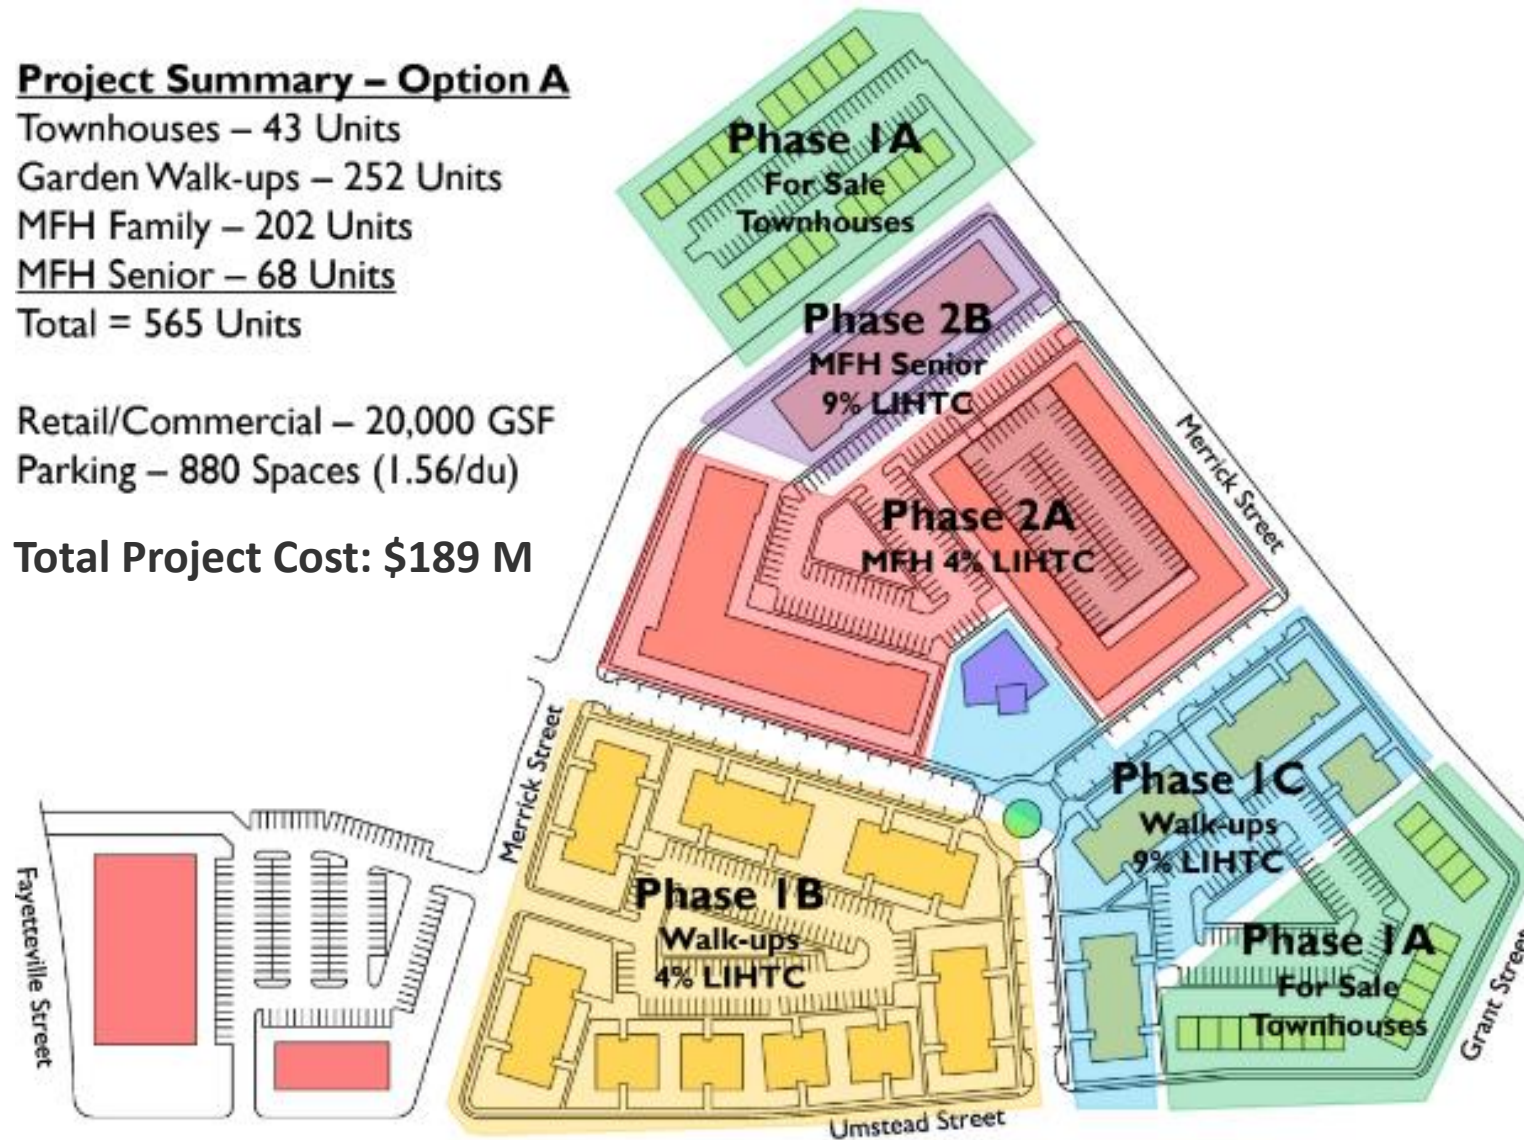 Project Summary – Option A
Townhouses – 43 Units
Garden Walk-ups – 252 Units
MFH Family – 202 Units
MFH Senior – 68 Units
Total = 565 Units
Retail/Commercial – 20,000 GSF
Parking – 880 Spaces (1.56/du)
Total Project Cost: $189 M
Phase 1A
For Sale
Townhouses
Phase 2B
MFH Senior
9% LIHTC
Merrick Street
Phase 2A
MFH 4% LIHTC
Merrick Street
Phase 1C
Walk-ups
9% LIHTC
Phase 1B
Walk-ups
4% LIHTC
Phase 1A
For Sale
Townhouses
Fayetteville Street
Grant Street
Umstead Street